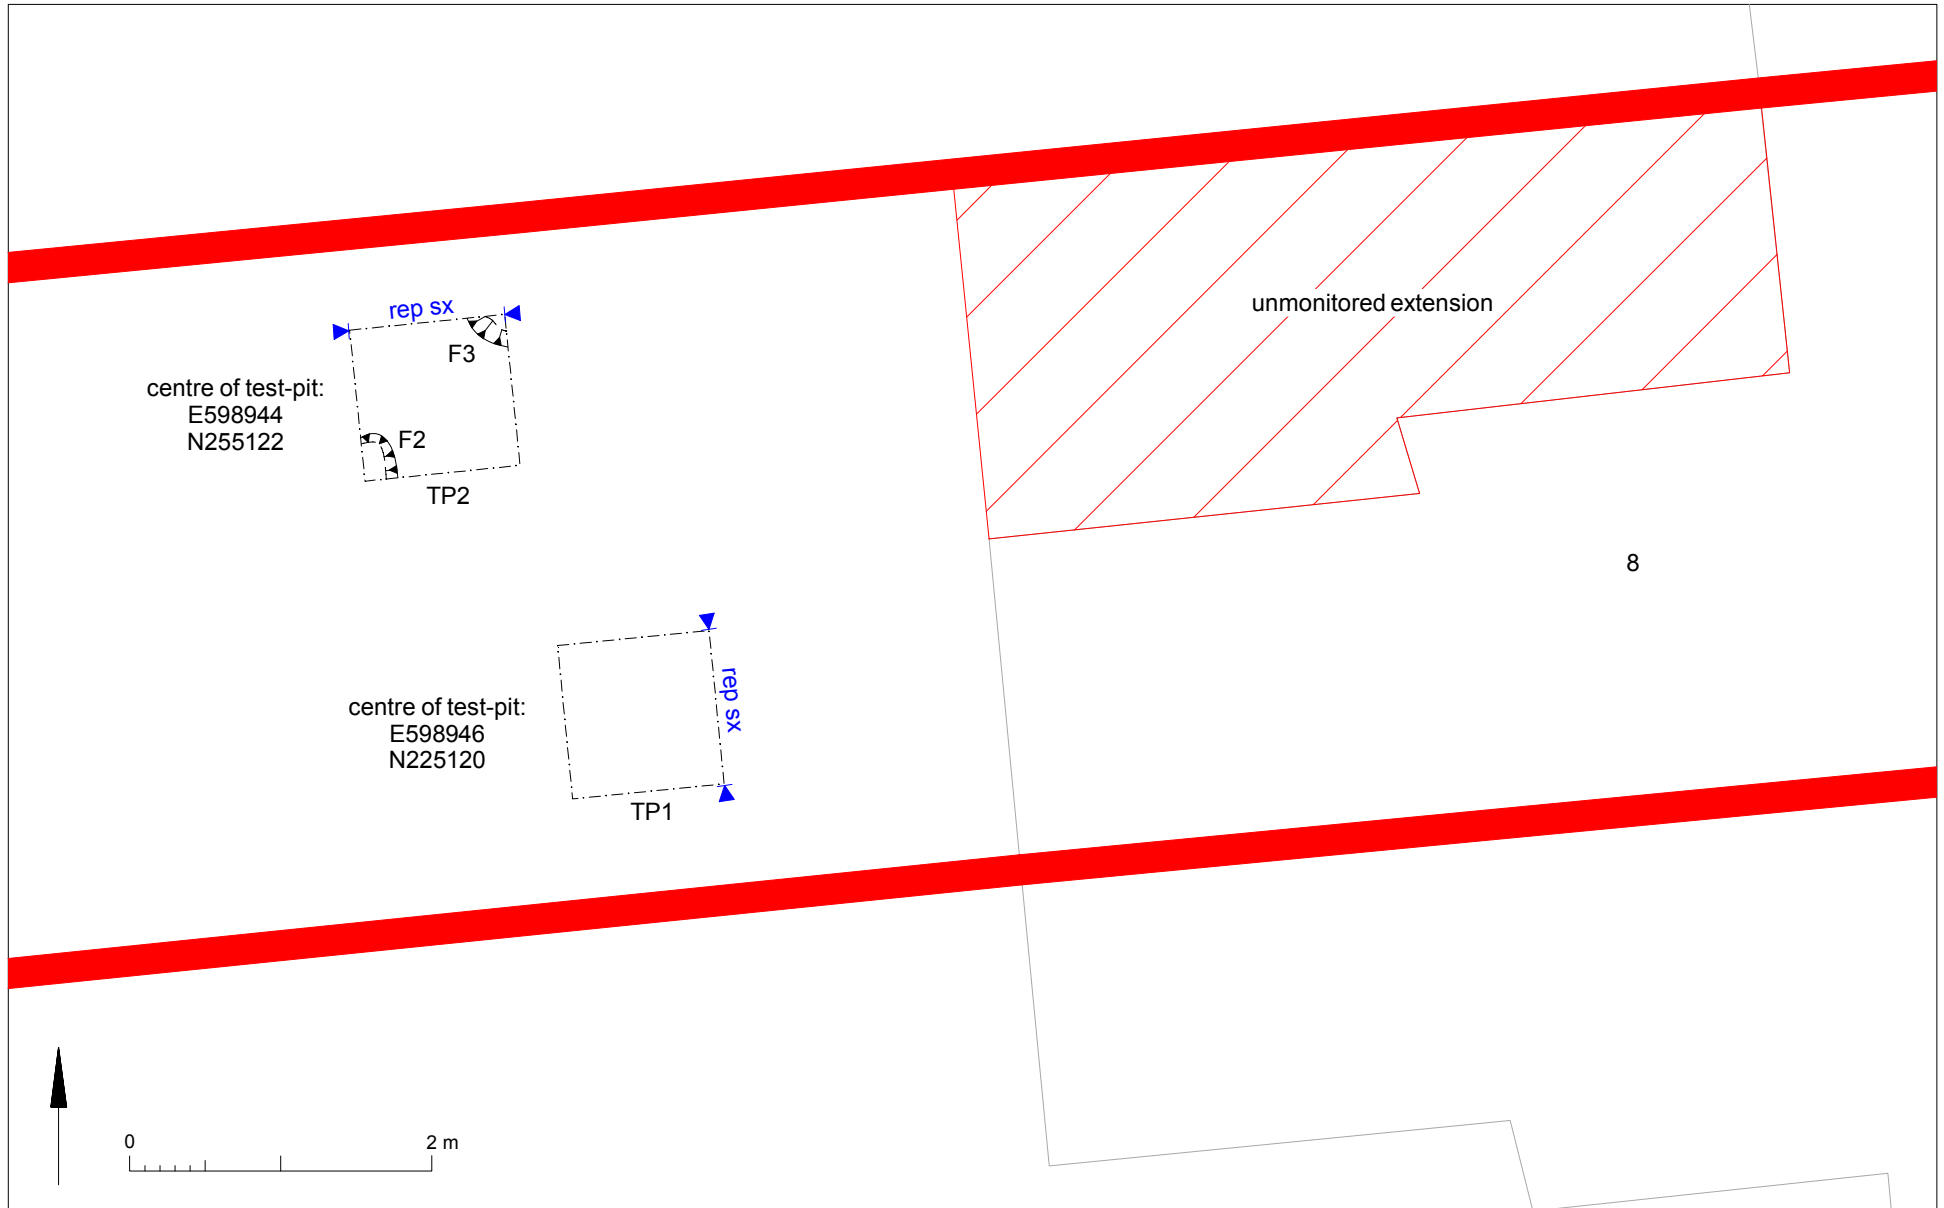 rep sx
F3
centre of test-pit:
E598944
N255122
F2
TP2
unmonitored extension
8
rep sx
centre of test-pit:
E598946
N225120
TP1
0
2 m